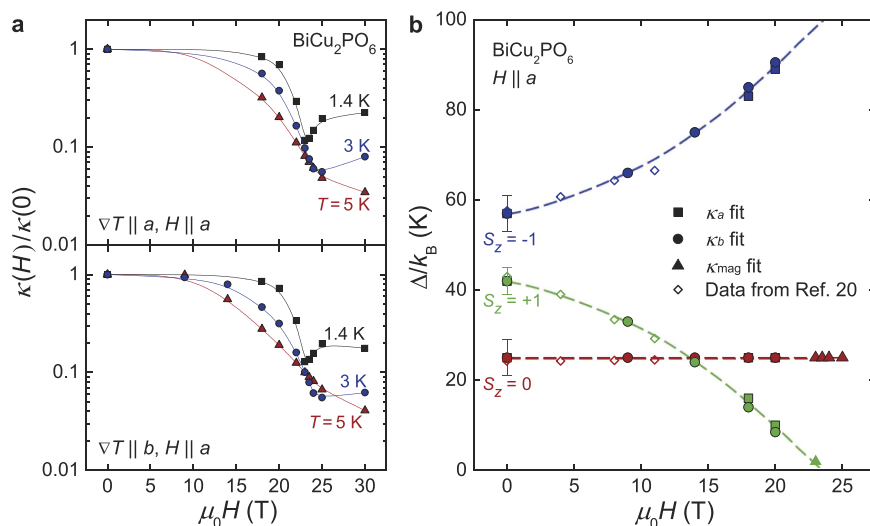 a
BiCu₂PO₆
1
0.1
0.01
1.4 K
3 K
T = 5 K
∇T || a, H || a
κ(H)/κ(0)
1
0.1
0.01
1.4 K
3 K
T = 5 K
∇T || b, H || a
0 5 10 15 20 25 30
μ₀H (T)
b
BiCu₂PO₆
H || a
100
80
60
40
20
0
Δ/kB (K)
Sz = -1
Sz = +1
Sz = 0
κa fit
κb fit
κmag fit
Data from Ref. 20
0 5 10 15 20 25
μ₀H (T)